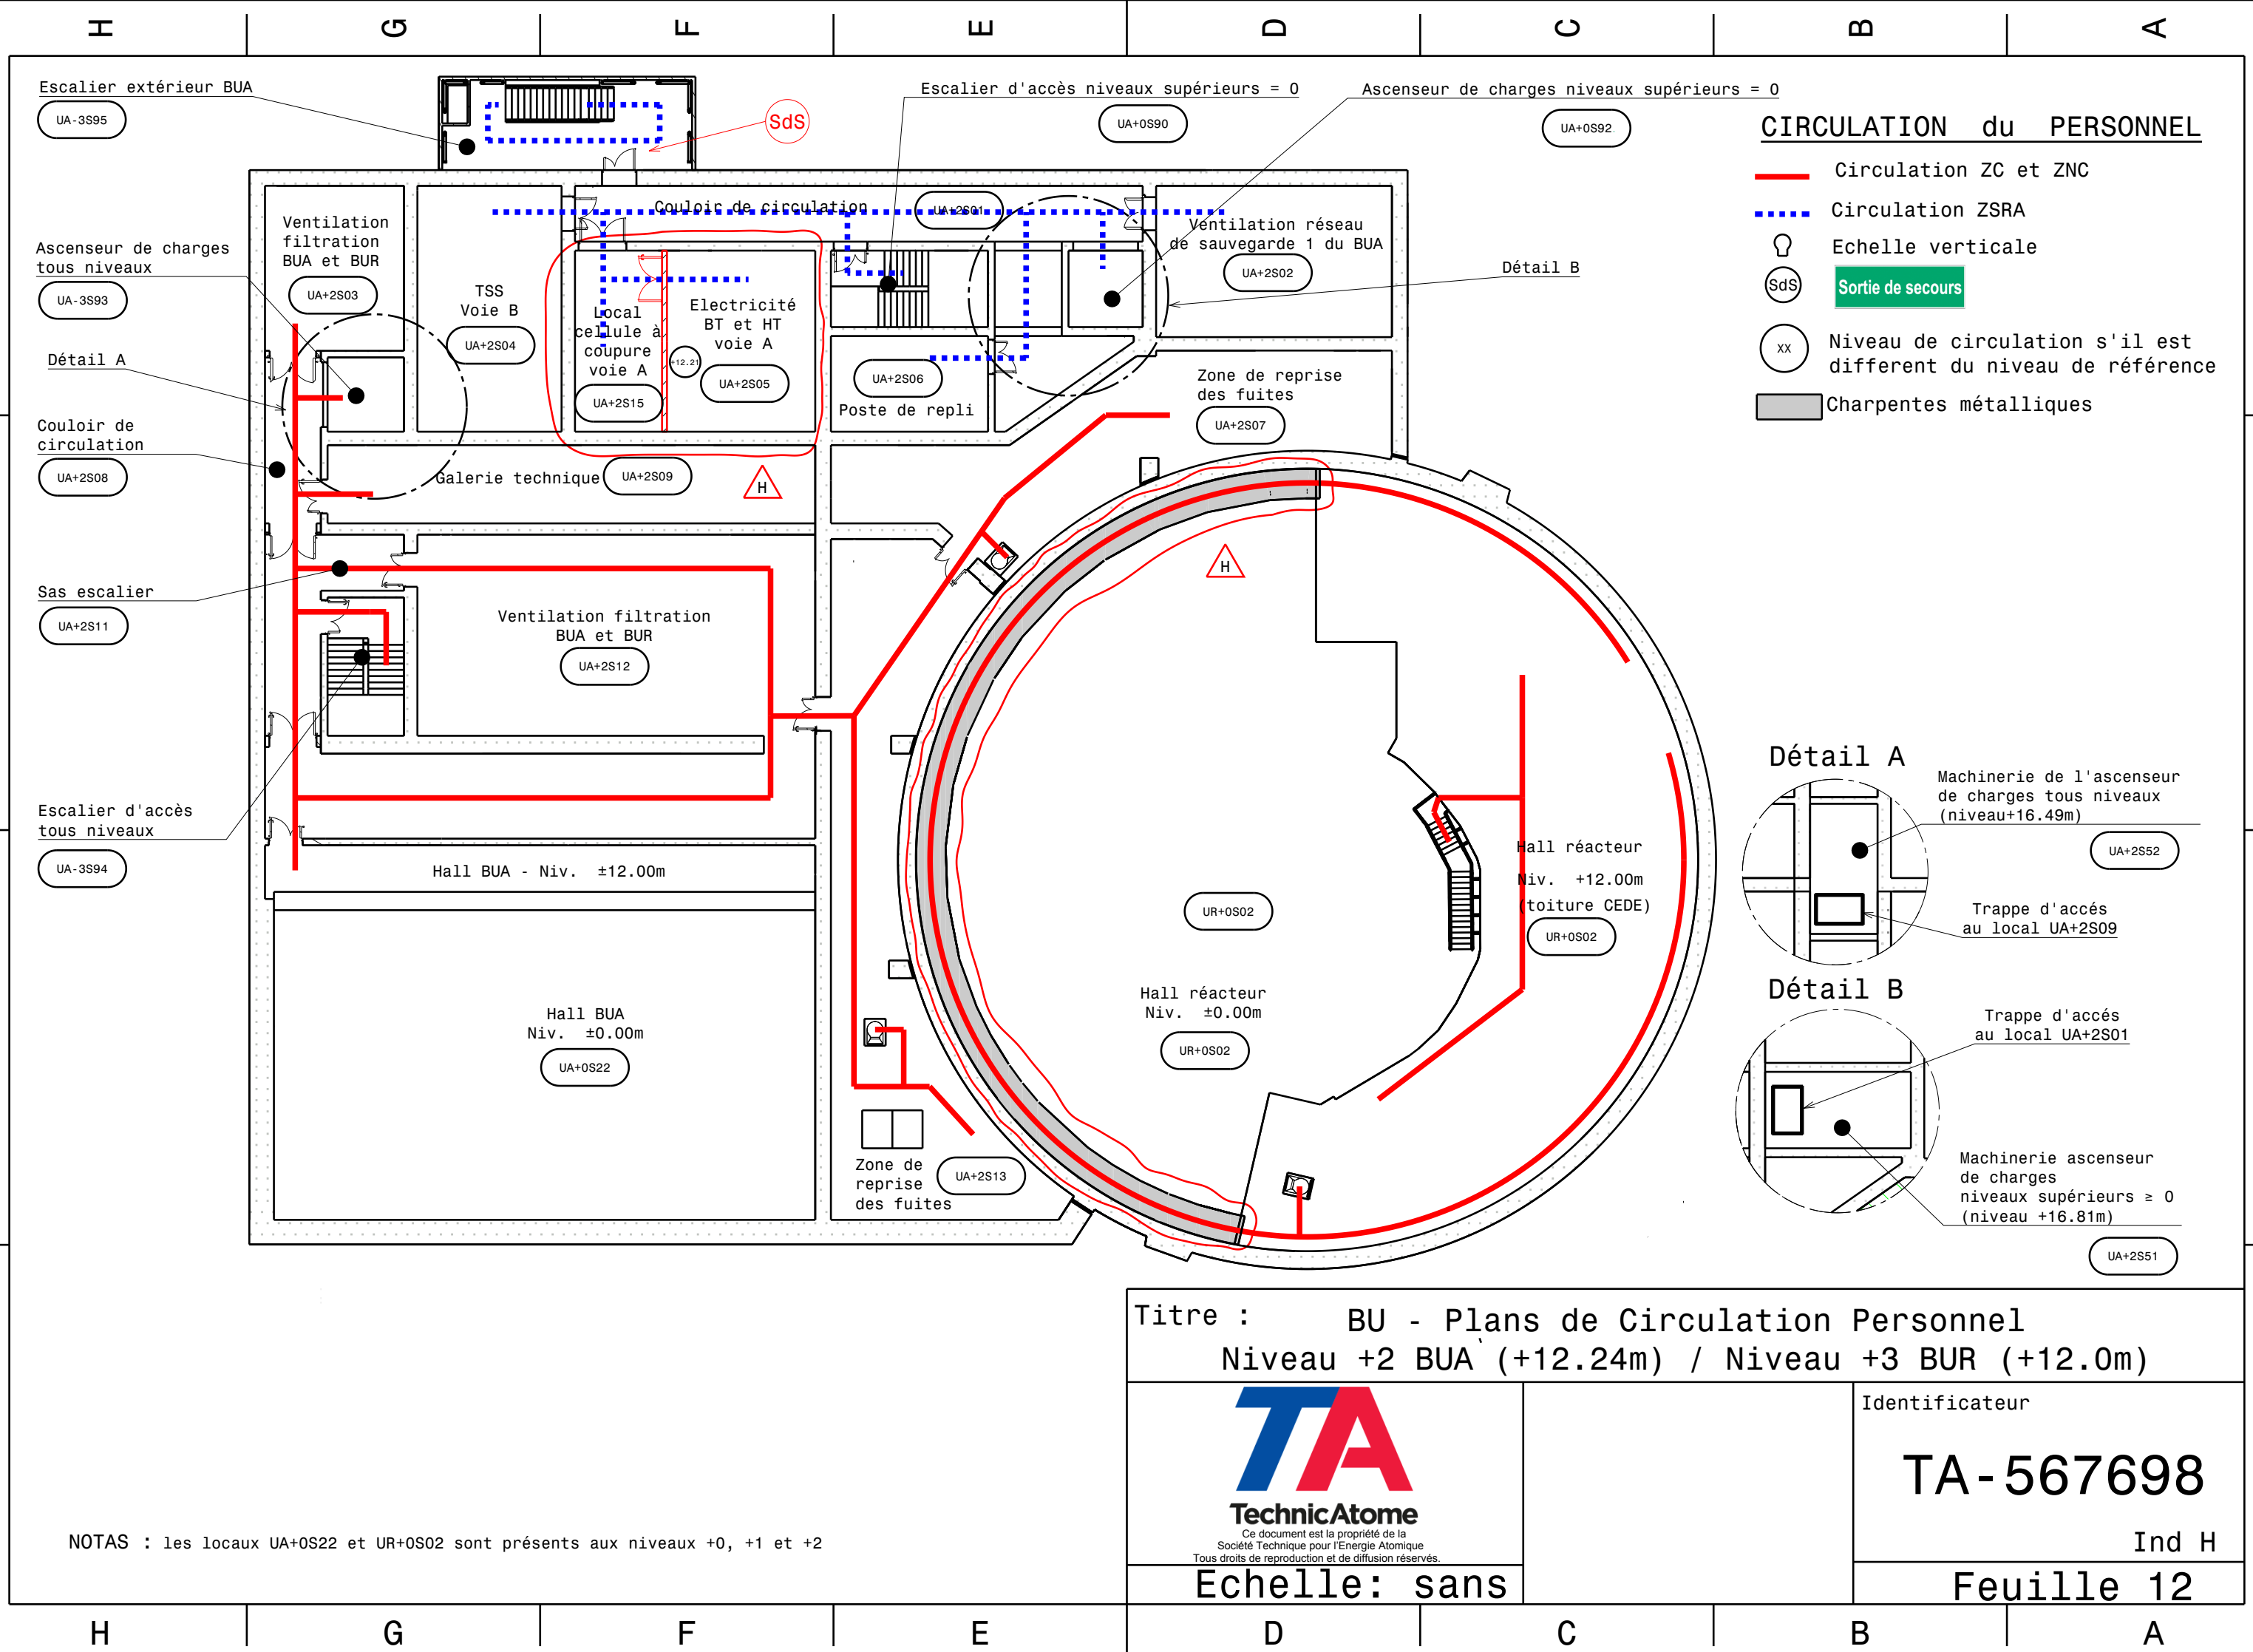 H G F E D C B A
Escalier extérieur BUA
UA-3S95
SdS
Escalier d'accès niveaux supérieurs = 0
UA+0S90
Ascenseur de charges niveaux supérieurs = 0
UA+0S92
CIRCULATION du PERSONNEL
Circulation ZC et ZNC
Circulation ZSRA
Echelle verticale
SdS
Sortie de secours
xx
Niveau de circulation s'il est
different du niveau de référence
Charpentes métalliques
Ascenseur de charges
tous niveaux
UA-3S93
Détail A
Couloir de
circulation
UA+2S08
Sas escalier
UA+2S11
Escalier d'accès
tous niveaux
UA-3S94
Ventilation
filtration
BUA et BUR
UA+2S03
TSS
Voie B
UA+2S04
Couloir de circulation
UA+2S01
Local
cellule à
coupure
voie A
UA+2S15
+12.21
Electricité
BT et HT
voie A
UA+2S05
UA+2S06
Poste de repli
Ventilation réseau
de sauvegarde 1 du BUA
UA+2S02
Détail B
Zone de reprise
des fuites
UA+2S07
Galerie technique
UA+2S09
H
H
Ventilation filtration
BUA et BUR
UA+2S12
Hall BUA - Niv. ±12.00m
Hall BUA
Niv. ±0.00m
UA+0S22
Zone de
reprise
des fuites
UA+2S13
UR+0S02
Hall réacteur
Niv. ±0.00m
UR+0S02
Hall réacteur
Niv. +12.00m
(toiture CEDE)
UR+0S02
Détail A
Machinerie de l'ascenseur
de charges tous niveaux
(niveau+16.49m)
UA+2S52
Trappe d'accés
au local UA+2S09
Détail B
Trappe d'accés
au local UA+2S01
Machinerie ascenseur
de charges
niveaux supérieurs ≥ 0
(niveau +16.81m)
UA+2S51
Titre : BU - Plans de Circulation Personnel
Niveau +2 BUA (+12.24m) / Niveau +3 BUR (+12.0m)
TA
TechnicAtome
Ce document est la propriété de la
Société Technique pour l'Energie Atomique
Tous droits de reproduction et de diffusion réservés.
Echelle: sans
Identificateur
TA-567698
Ind H
Feuille 12
NOTAS : les locaux UA+0S22 et UR+0S02 sont présents aux niveaux +0, +1 et +2
H G F E D C B A